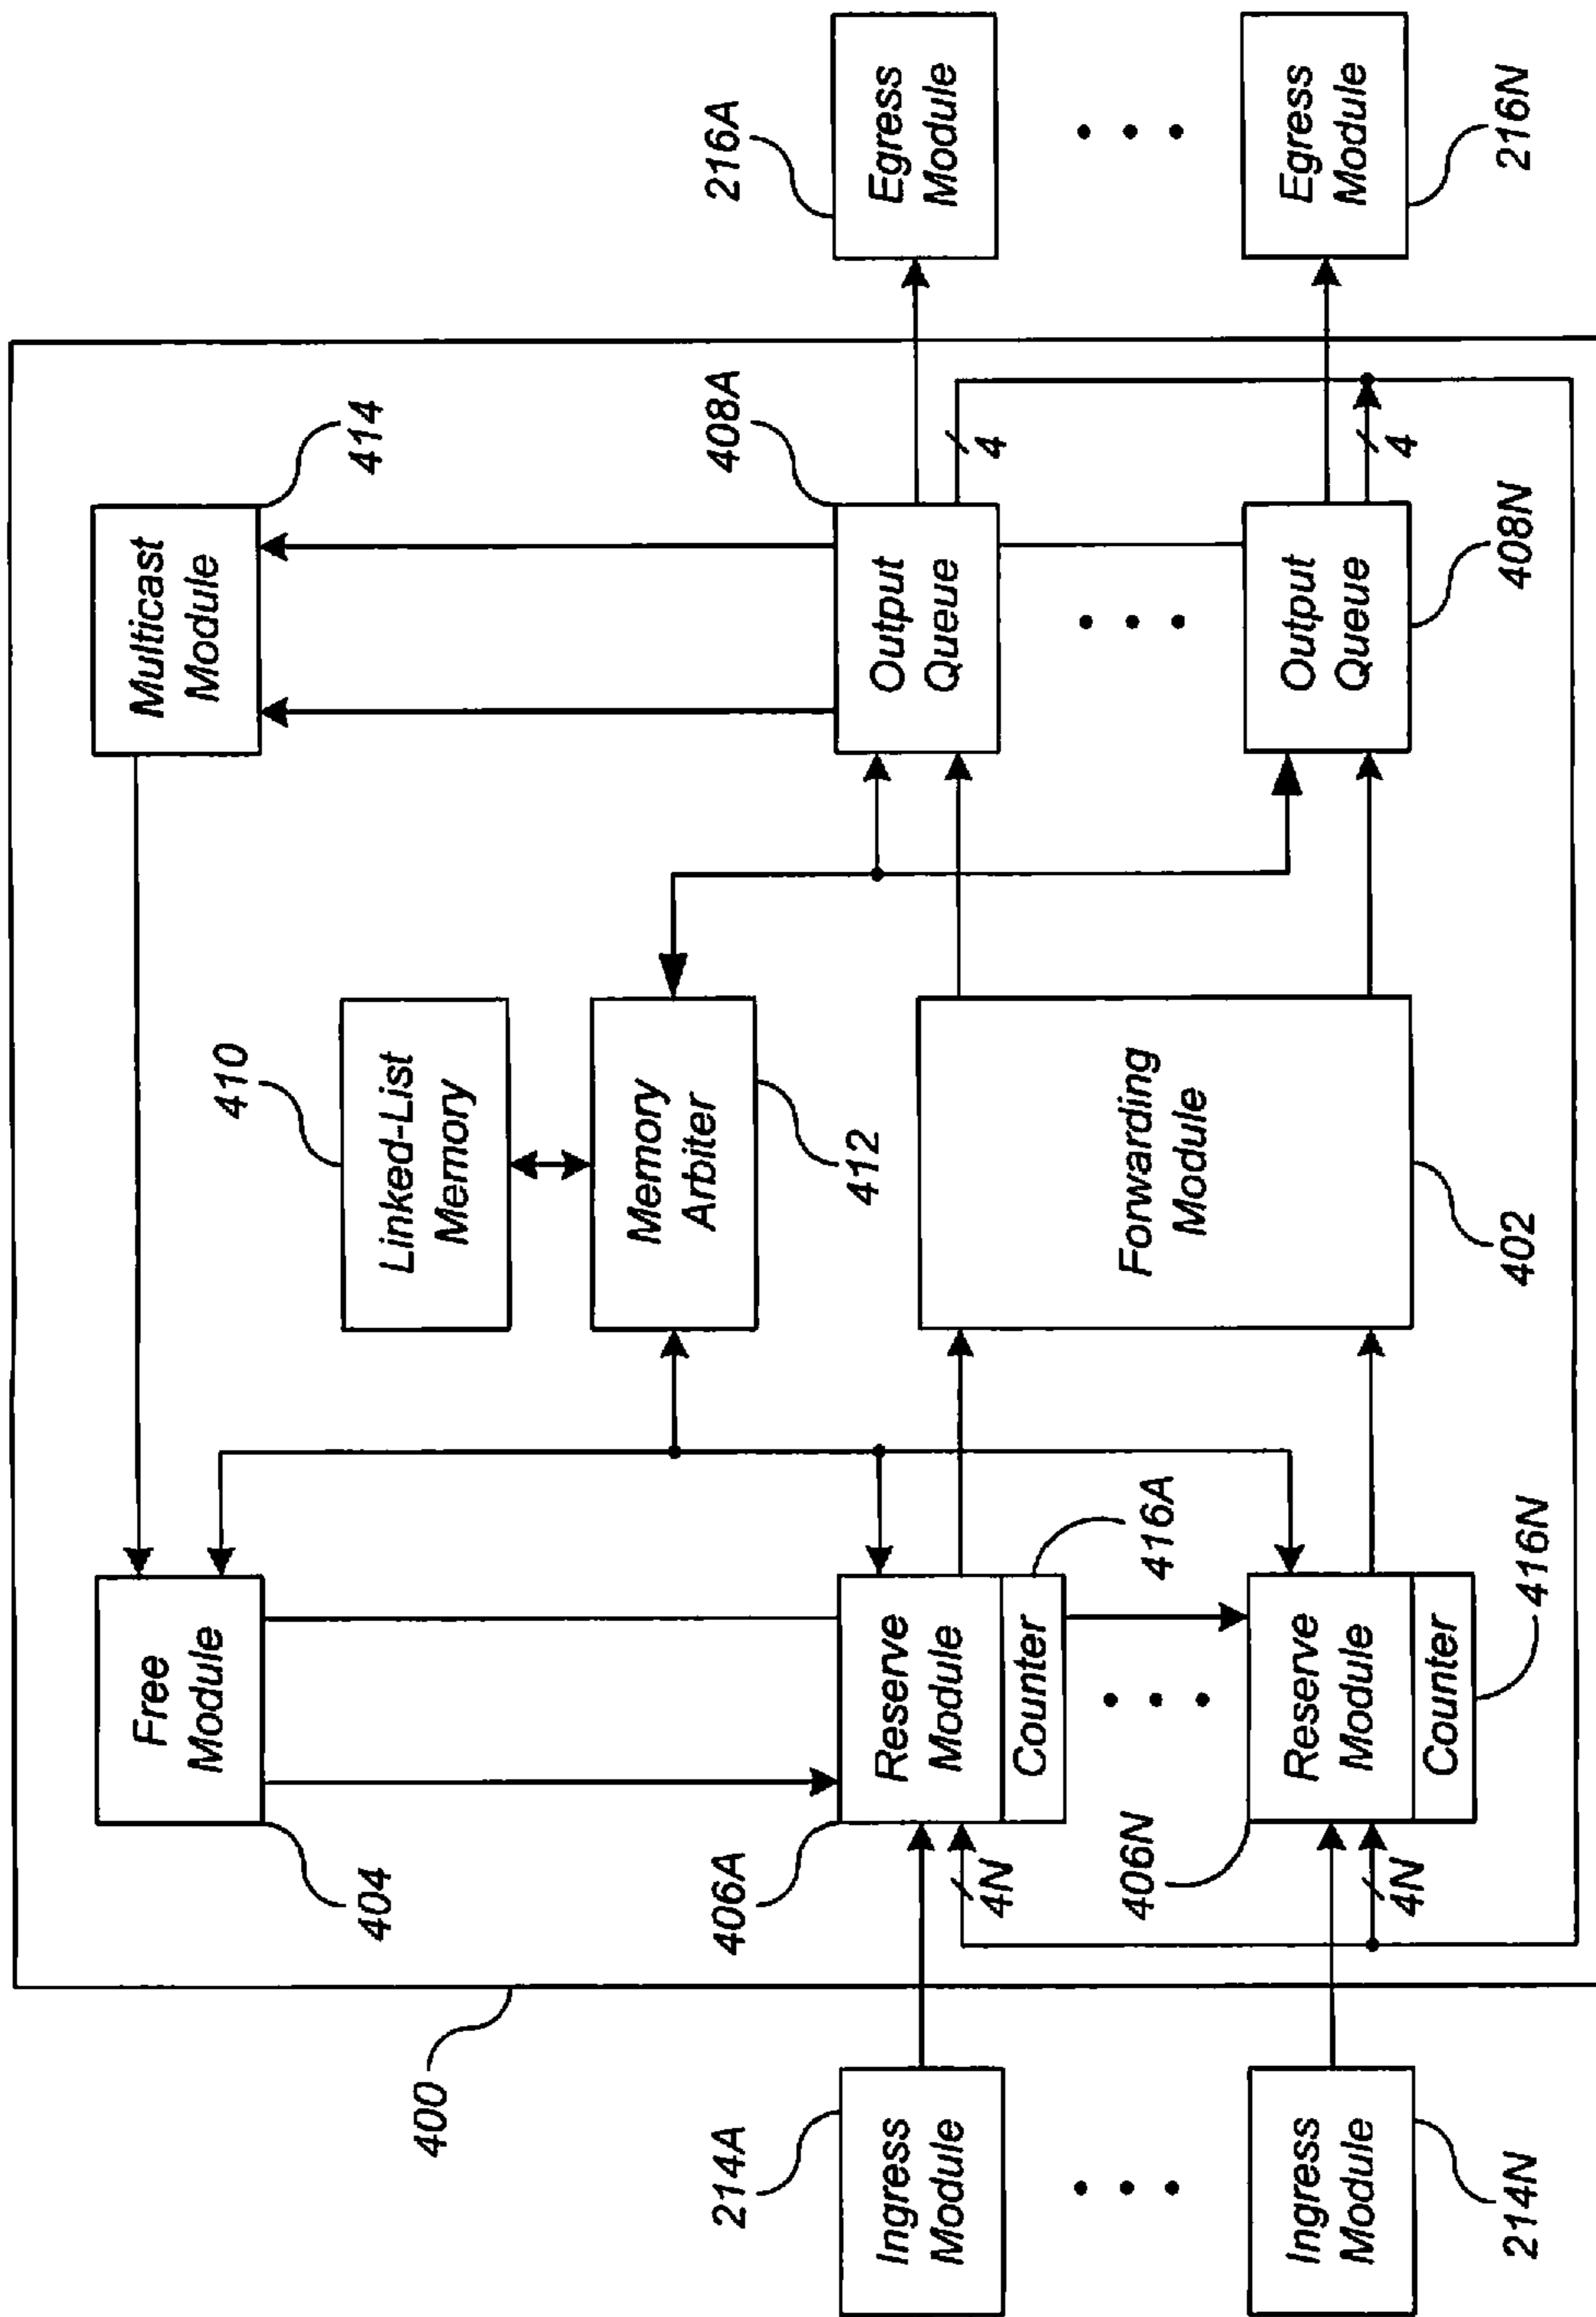 400
Free
Module
404
Multicast
Module
414
Linked-List
Memory
410
Memory
Arbiter
412
214A
Ingress
Module
406A
4N
Reserve
Module
Counter
416A
Forwarding
Module
402
Output
Queue
408A
4
216A
Egress
Module
214N
Ingress
Module
406N
4N
Reserve
Module
Counter
416N
Output
Queue
408N
4
216N
Egress
Module